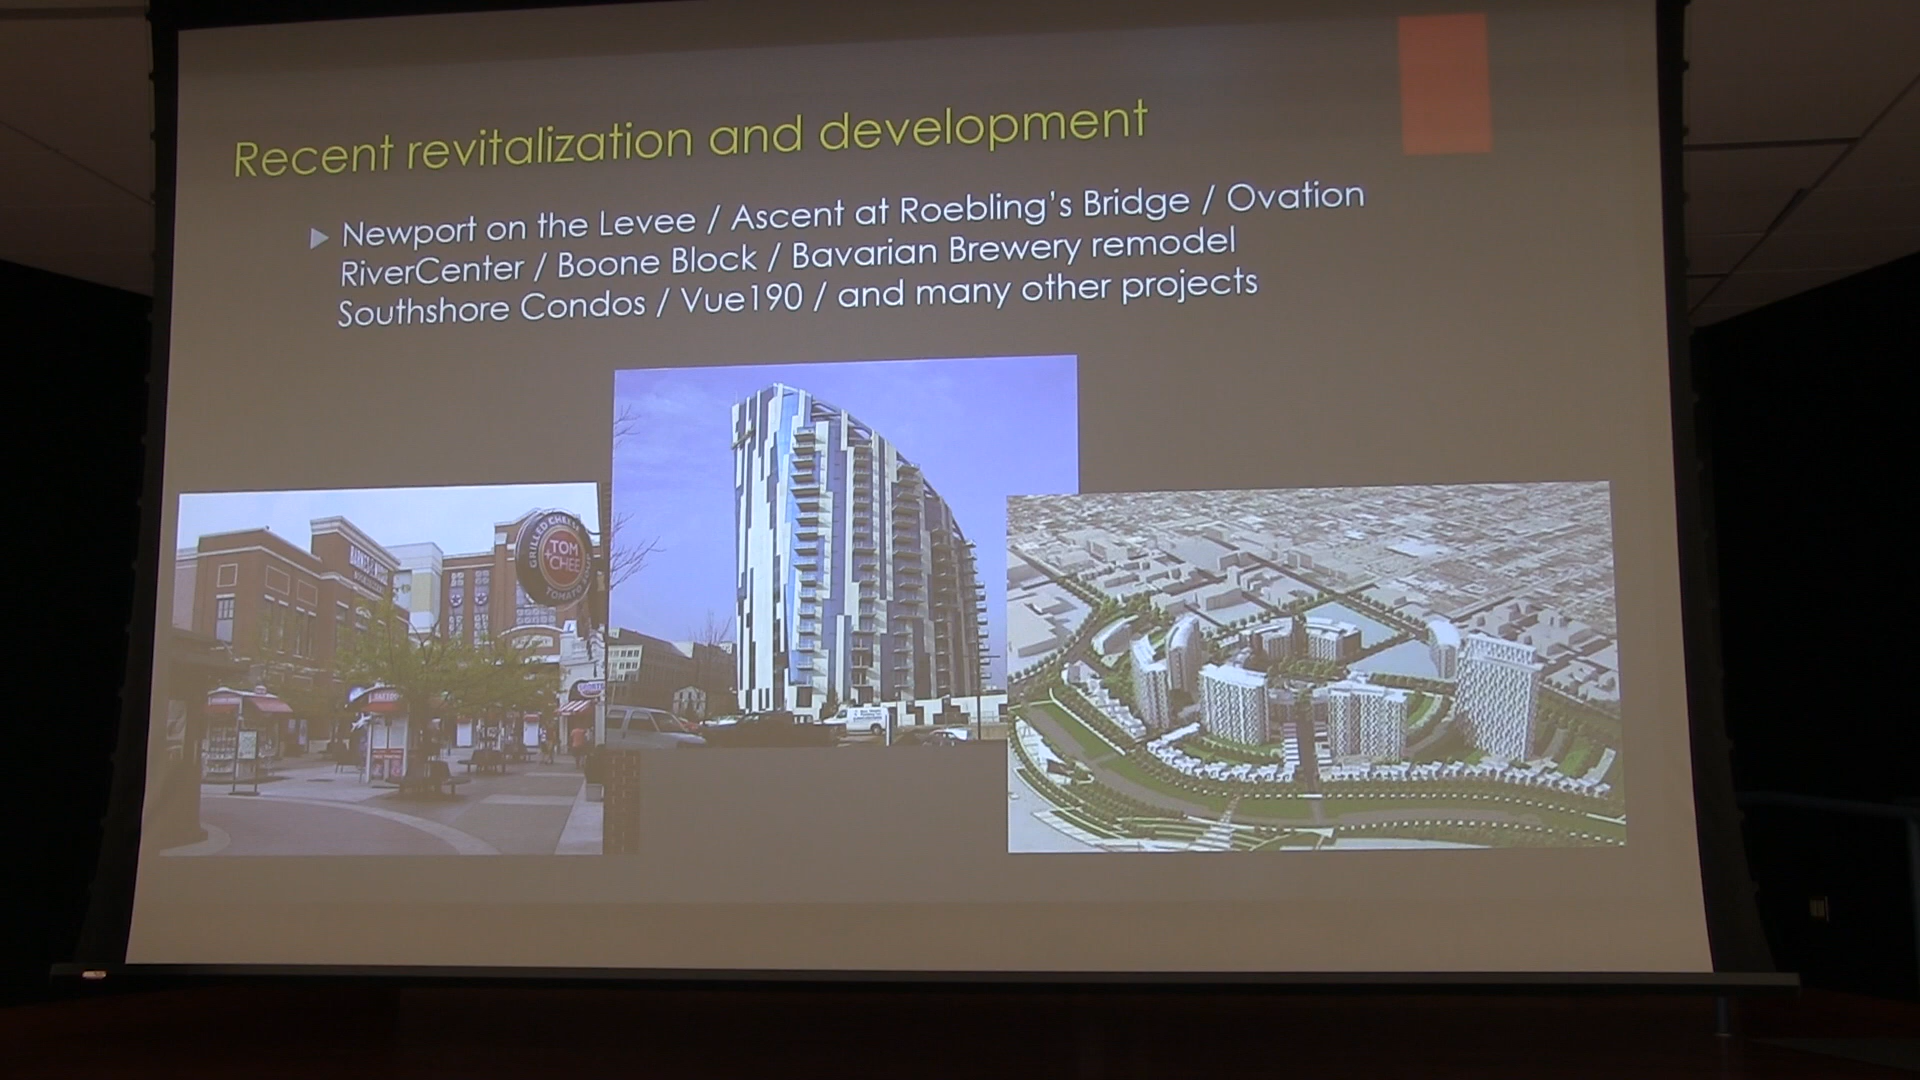 Recent revitalization and development
Newport on the Levee / Ascent at Roebling's Bridge / Ovation
RiverCenter / Boone Block / Bavarian Brewery remodel
Southshore Condos / Vue190 / and many other projects
GRILLED CHEESE
TOM
+CHEE
TOMATO